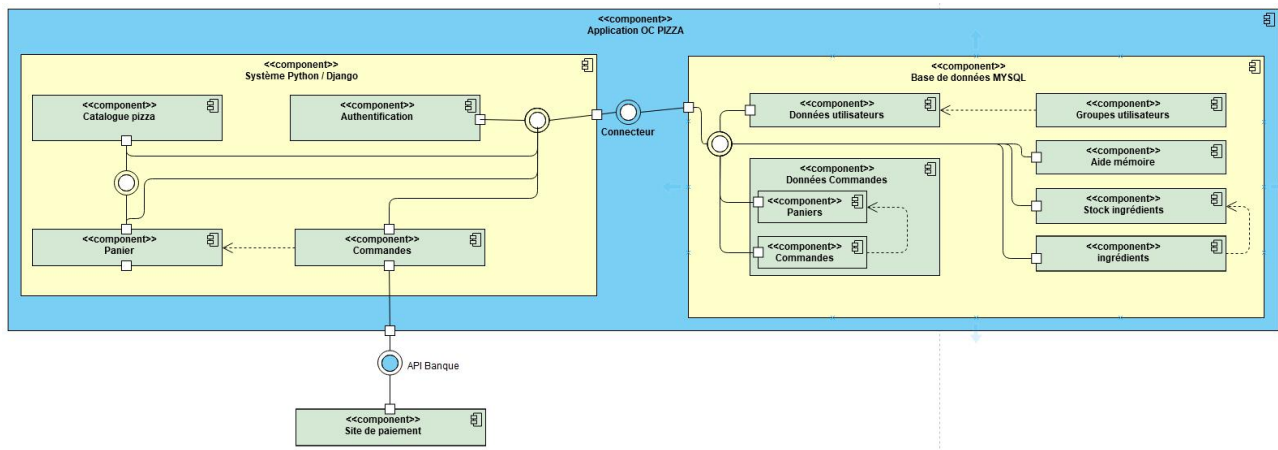 <<component>>
Application OC PIZZA
<<component>>
Système Python / Django
<<component>>
Catalogue pizza
<<component>>
Authentification
<<component>>
Panier
<<component>>
Commandes
Connecteur
<<component>>
Base de données MYSQL
<<component>>
Données utilisateurs
<<component>>
Groupes utilisateurs
<<component>>
Aide mémoire
<<component>>
Données Commandes
<<component>>
Paniers
<<component>>
Stock ingrédients
<<component>>
Commandes
<<component>>
ingrédients
API Banque
<<component>>
Site de paiement